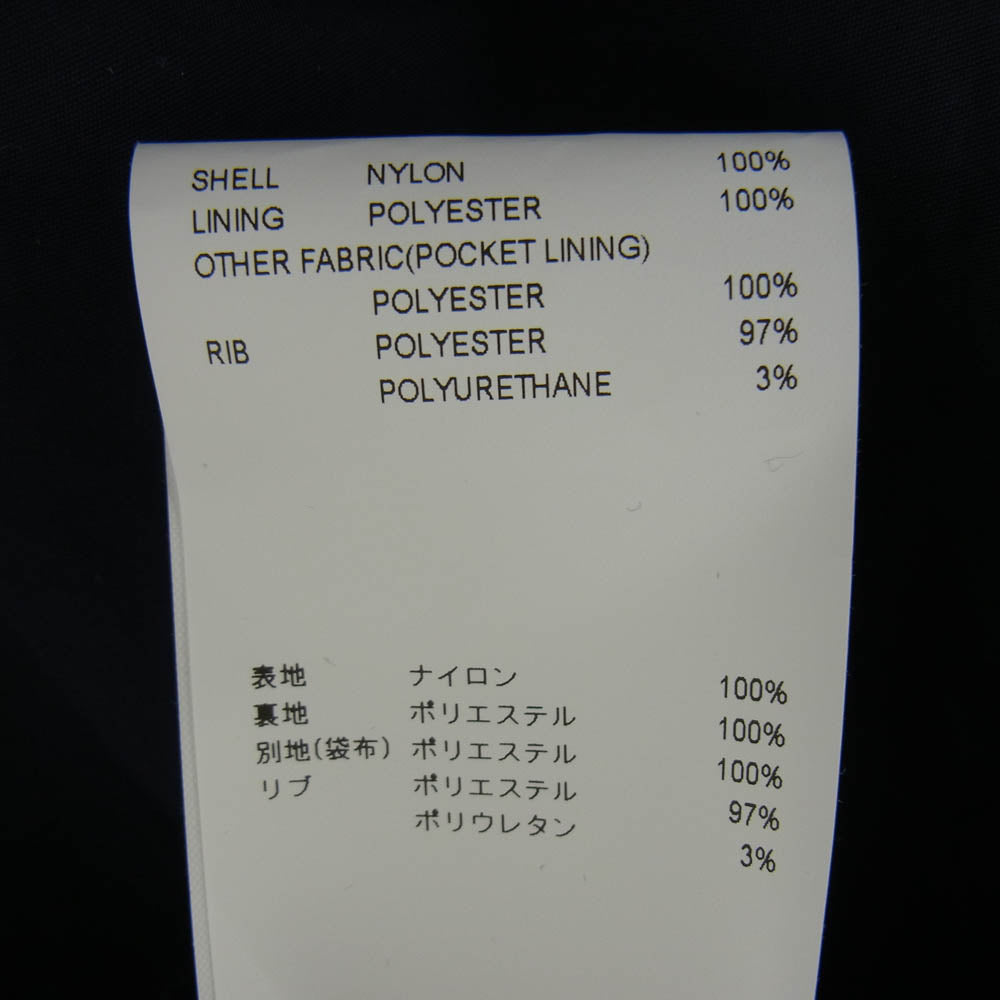 SHELL NYLON 100%
LINING POLYESTER 100%
OTHER FABRIC(POCKET LINING)
POLYESTER 100%
RIB POLYESTER 97%
POLYURETHANE 3%
表地 ナイロン 100%
裏地 ポリエステル 100%
別地(袋布) ポリエステル 100%
リブ ポリエステル 97%
ポリウレタン 3%